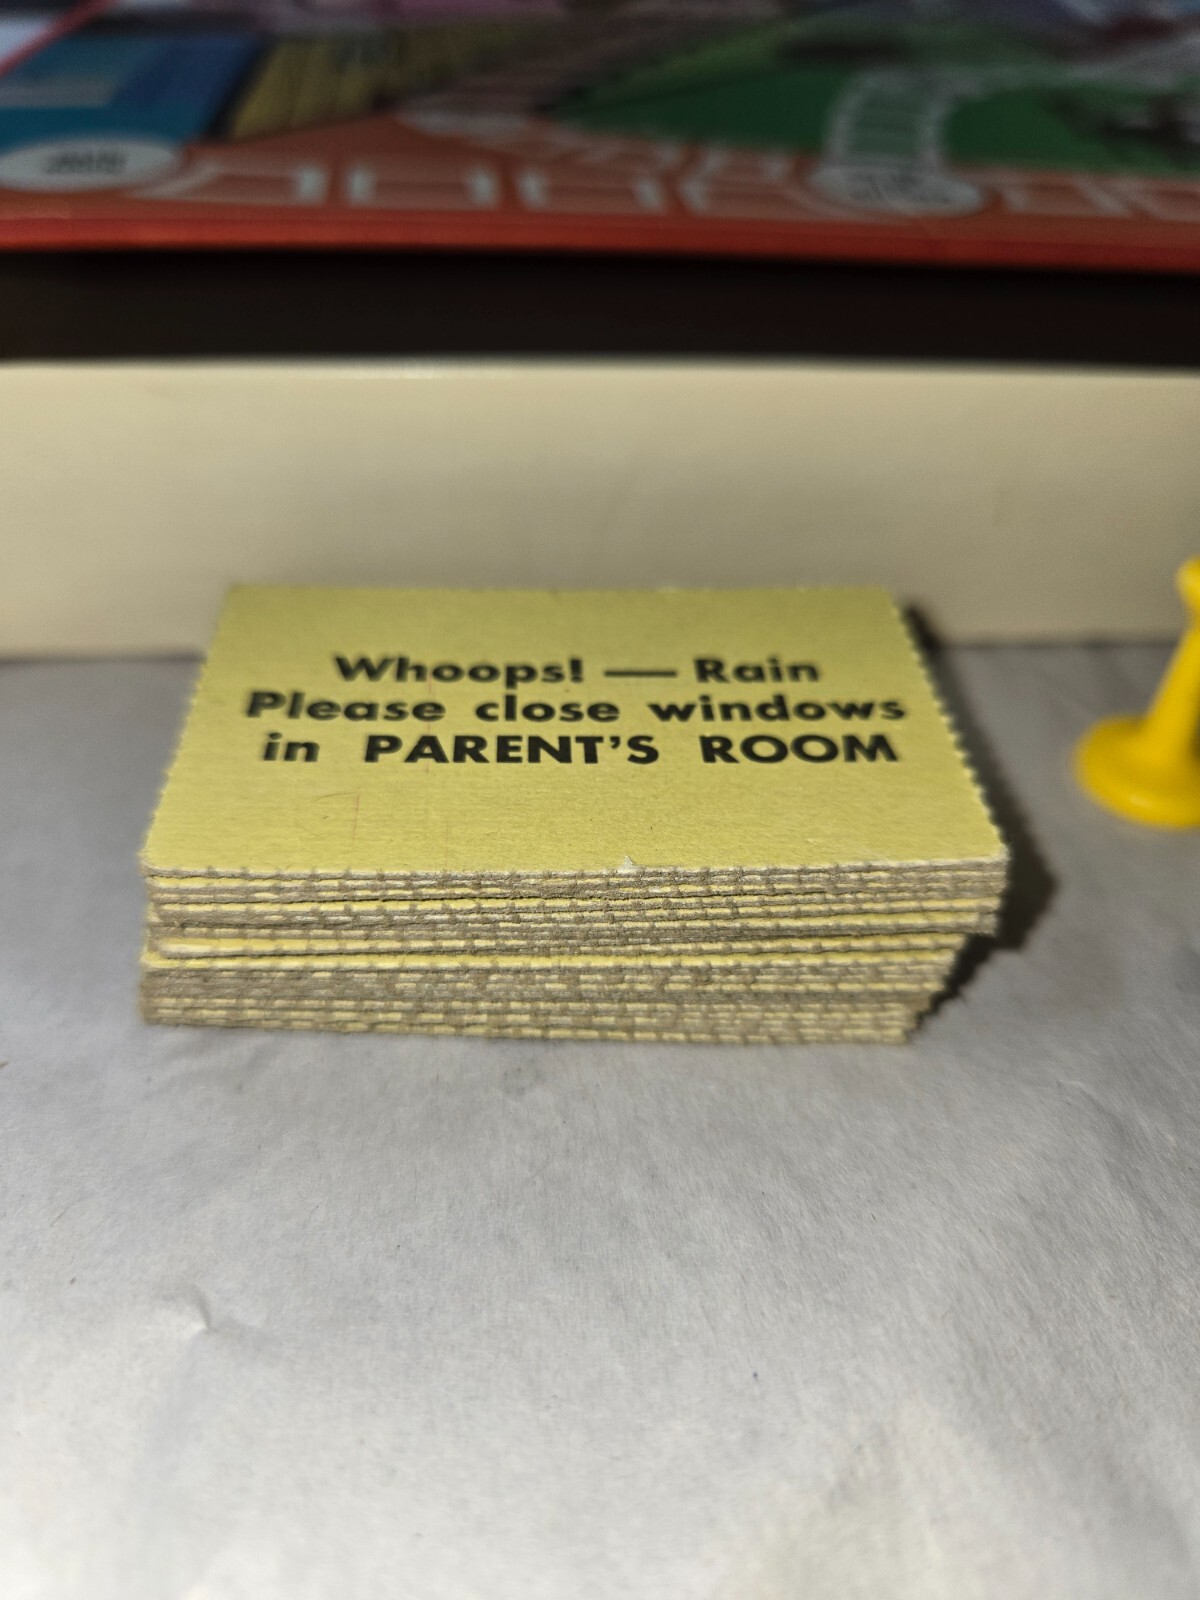 Whoops! — Rain
Please close windows
in PARENT'S ROOM